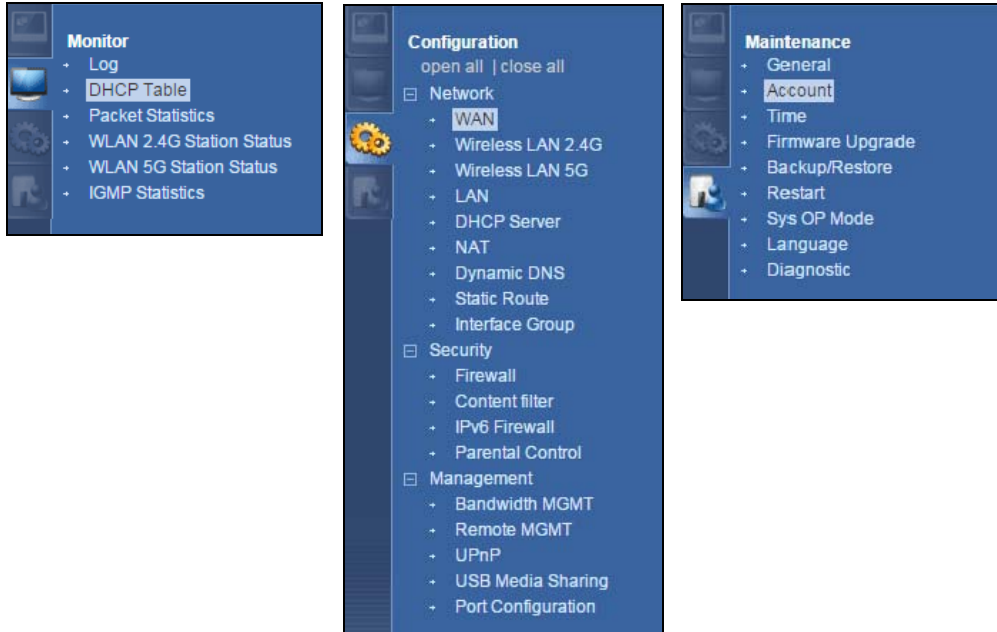 Monitor
Log
DHCP Table
Packet Statistics
WLAN 2.4G Station Status
WLAN 5G Station Status
IGMP Statistics
Configuration
open all | close all
Network
WAN
Wireless LAN 2.4G
Wireless LAN 5G
LAN
DHCP Server
NAT
Dynamic DNS
Static Route
Interface Group
Security
Firewall
Content filter
IPv6 Firewall
Parental Control
Management
Bandwidth MGMT
Remote MGMT
UPnP
USB Media Sharing
Port Configuration
Maintenance
General
Account
Time
Firmware Upgrade
Backup/Restore
Restart
Sys OP Mode
Language
Diagnostic